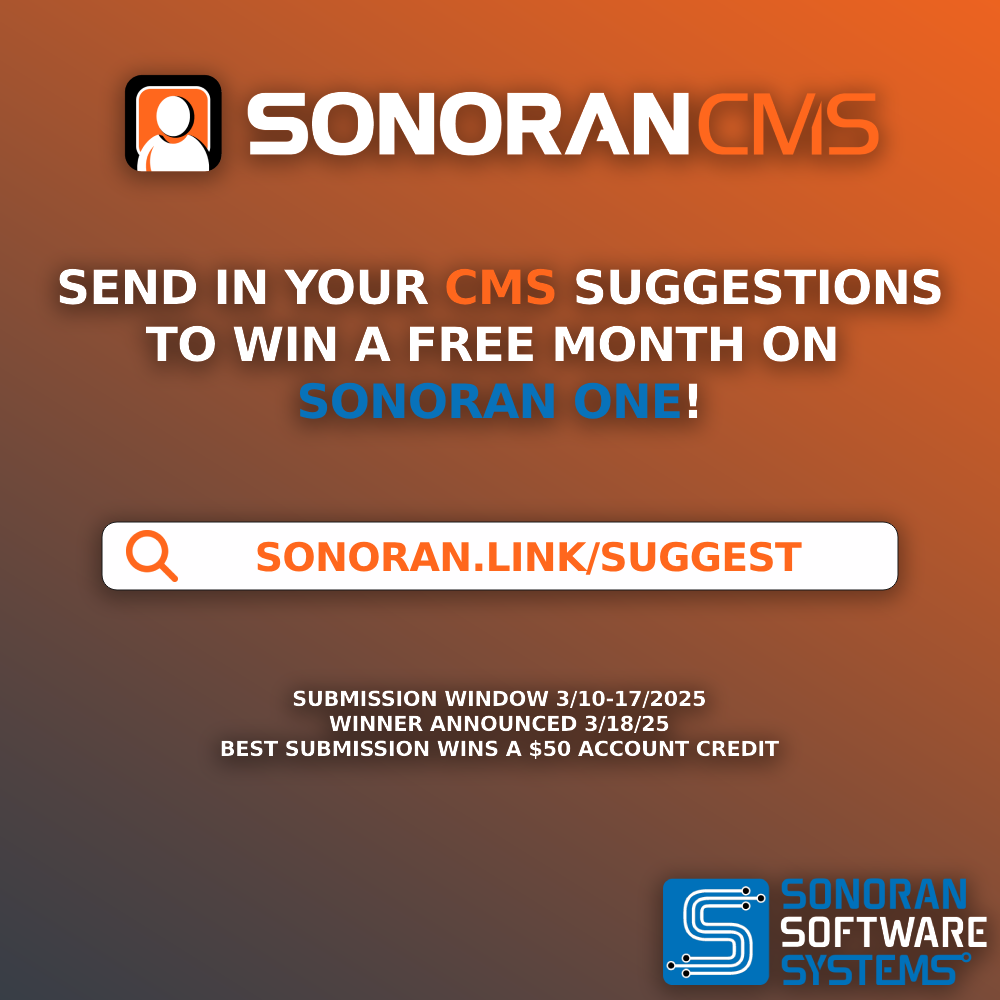 SONORANCMS
SEND IN YOUR CMS SUGGESTIONS
TO WIN A FREE MONTH ON
SONORAN ONE!
SONORAN.LINK/SUGGEST
SUBMISSION WINDOW 3/10-17/2025
WINNER ANNOUNCED 3/18/25
BEST SUBMISSION WINS A $50 ACCOUNT CREDIT
SONORAN
SOFTWARE
SYSTEMS